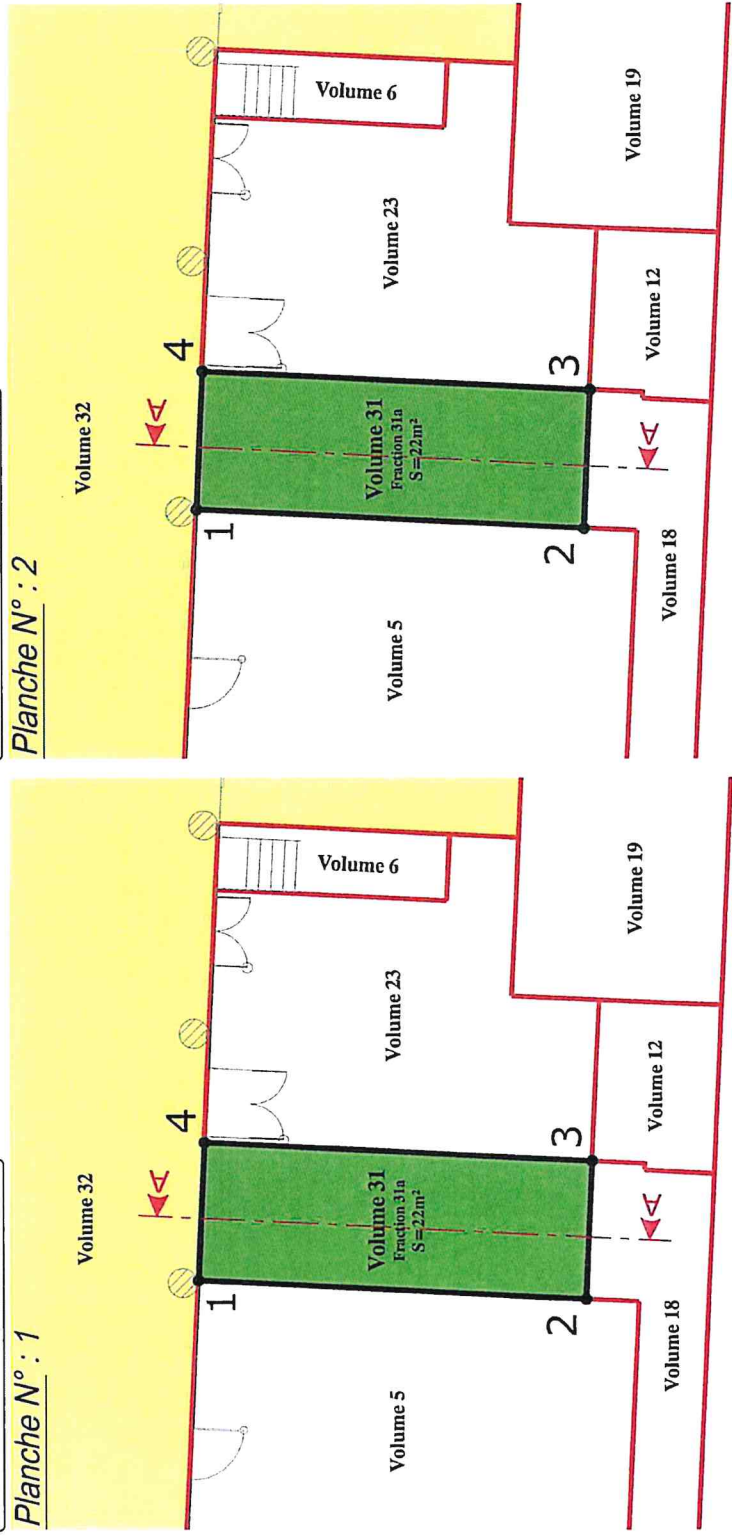 Planche N° : 1
Volume 32
A
4
1
Volume 6
Volume 23
Volume 31
Fraction 31a
S=22m²
Volume 5
Volume 19
2
3
Volume 12
A
Volume 18
Planche N° : 2
Volume 32
A
4
1
Volume 6
Volume 23
Volume 31
Fraction 31a
S=22m²
Volume 5
Volume 19
2
3
Volume 12
A
Volume 18